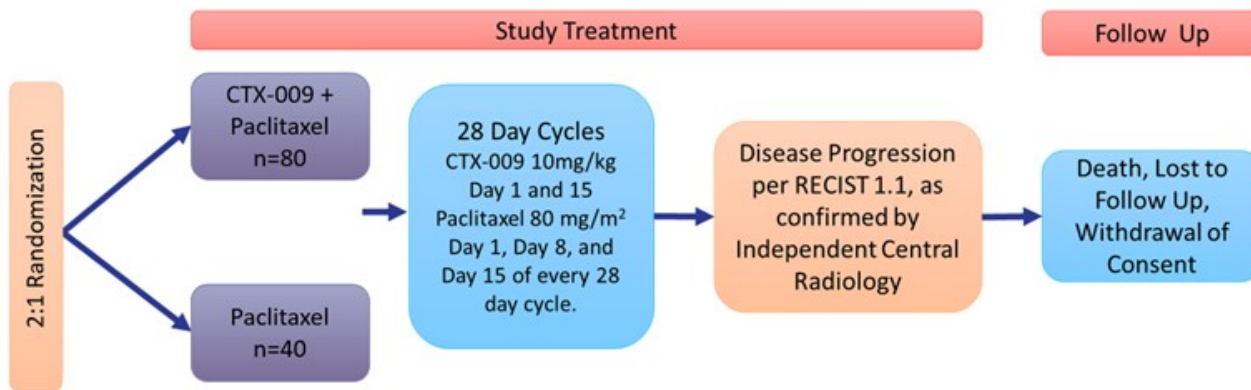 Study Treatment
Follow Up
2:1 Randomization
CTX-009 +
Paclitaxel
n=80
Paclitaxel
n=40
28 Day Cycles
CTX-009 10mg/kg
Day 1 and 15
Paclitaxel 80 mg/m²
Day 1, Day 8, and
Day 15 of every 28
day cycle.
Disease Progression
per RECIST 1.1, as
confirmed by
Independent Central
Radiology
Death, Lost to
Follow Up,
Withdrawal of
Consent